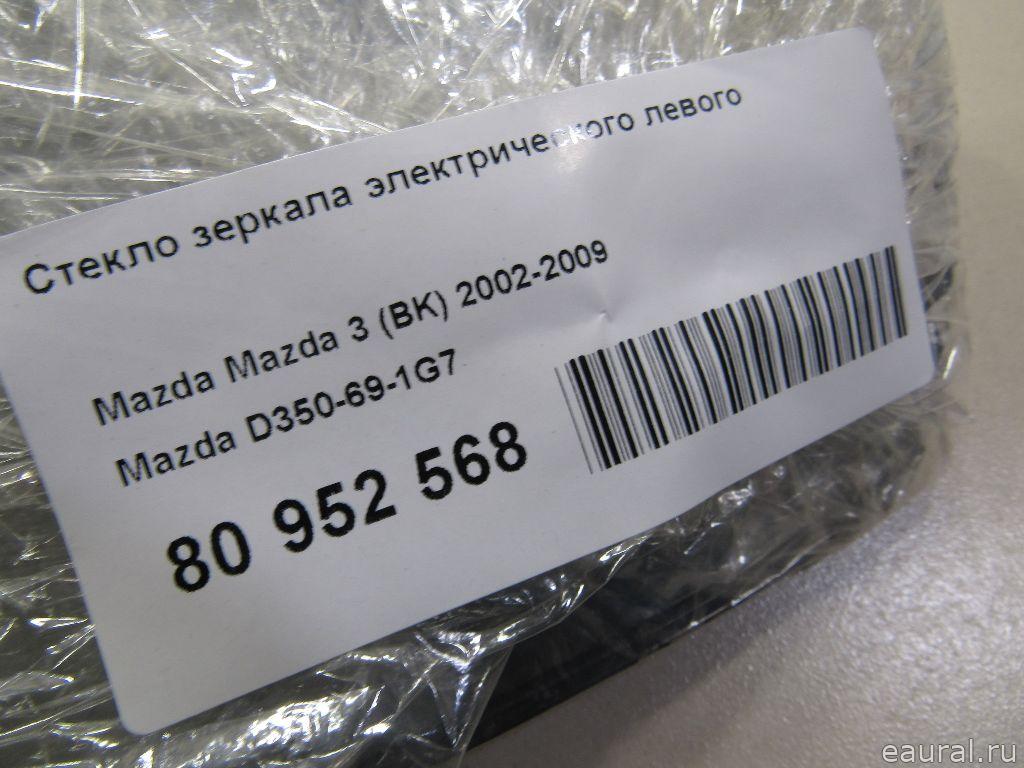 Стекло зеркала электрического левого
Mazda Mazda 3 (BK) 2002-2009
Mazda D350-69-1G7
80 952 568
eaural.ru